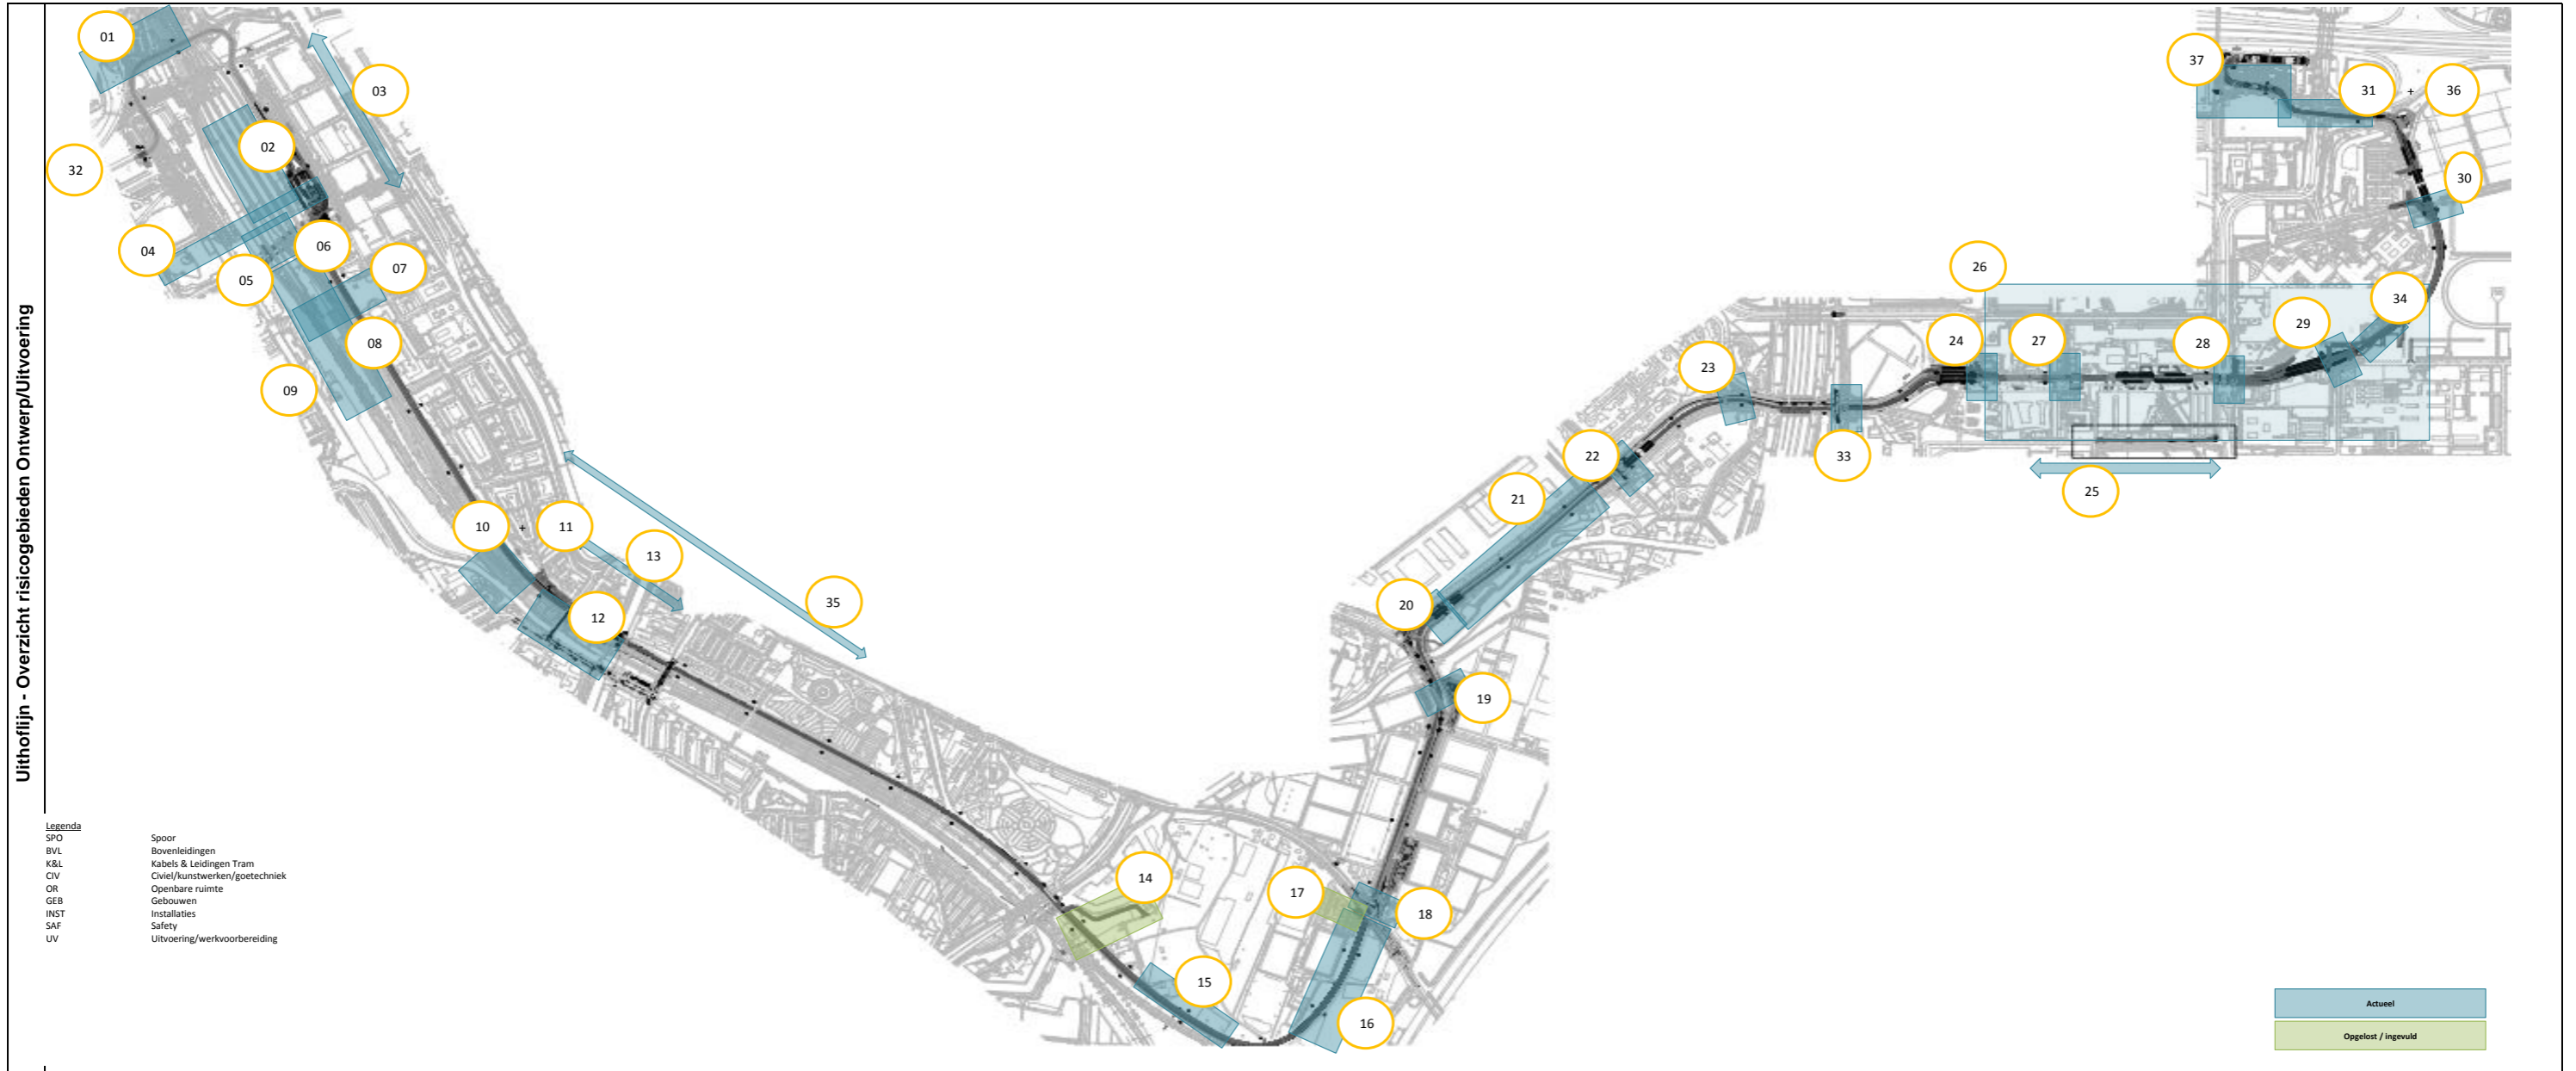 Uithoflijn - Overzicht risicogebieden Ontwerp/Uitvoering
01
02
03
32
04
05
06
07
08
09
10 + 11
12
13
35
14
15
16
17
18
19
20
21
22
23
33
24
25
26
27
28
29
34
30
31 + 36
37
Legenda
SPO Spoor
BVL Bovenleidingen
K&L Kabels & Leidingen Tram
CIV Civiel/kunstwerken/goetechniek
OR Openbare ruimte
GEB Gebouwen
INST Installaties
SAF Safety
UV Uitvoering/werkvoorbereiding
Actueel
Opgelost / ingevuld